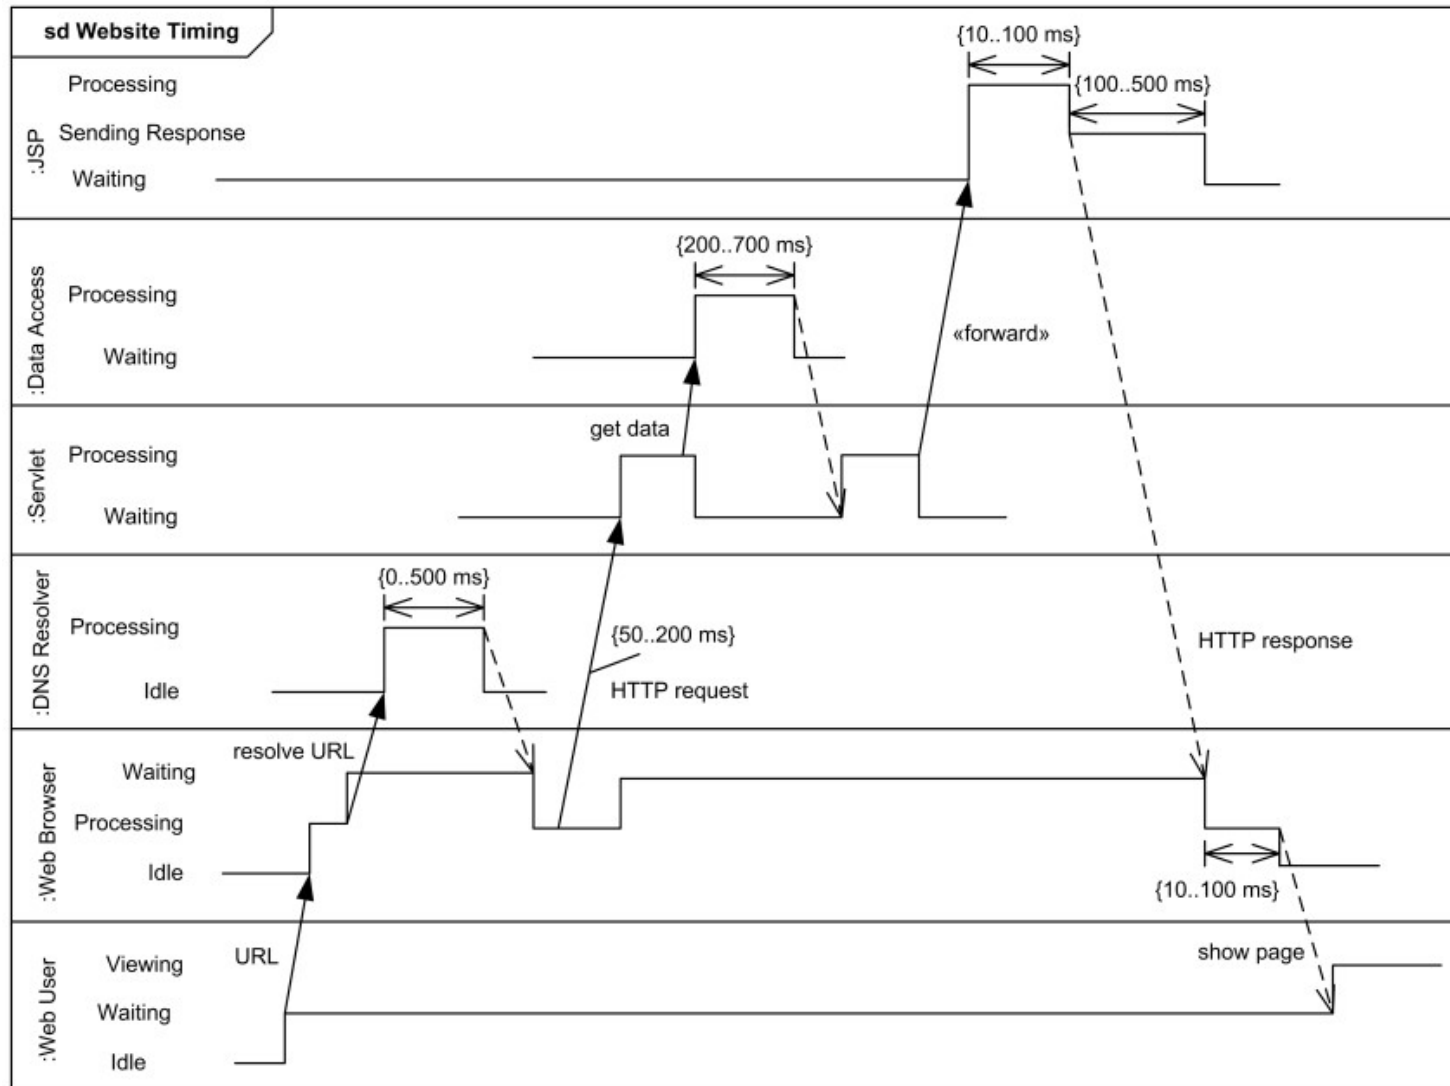 sd Website Timing
{10..100 ms}
{100..500 ms}
Processing
Sending Response
Waiting
:JSP
{200..700 ms}
Processing
Waiting
:Data Access
«forward»
get data
Processing
Waiting
:Servlet
{0..500 ms}
Processing
Idle
:DNS Resolver
{50..200 ms}
HTTP request
HTTP response
resolve URL
Waiting
Processing
Idle
:Web Browser
{10..100 ms}
URL
show page
Viewing
Waiting
Idle
:Web User